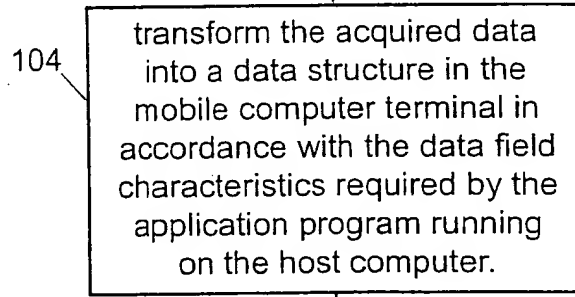 104
transform the acquired data
into a data structure in the
mobile computer terminal in
accordance with the data field
characteristics required by the
application program running
on the host computer.